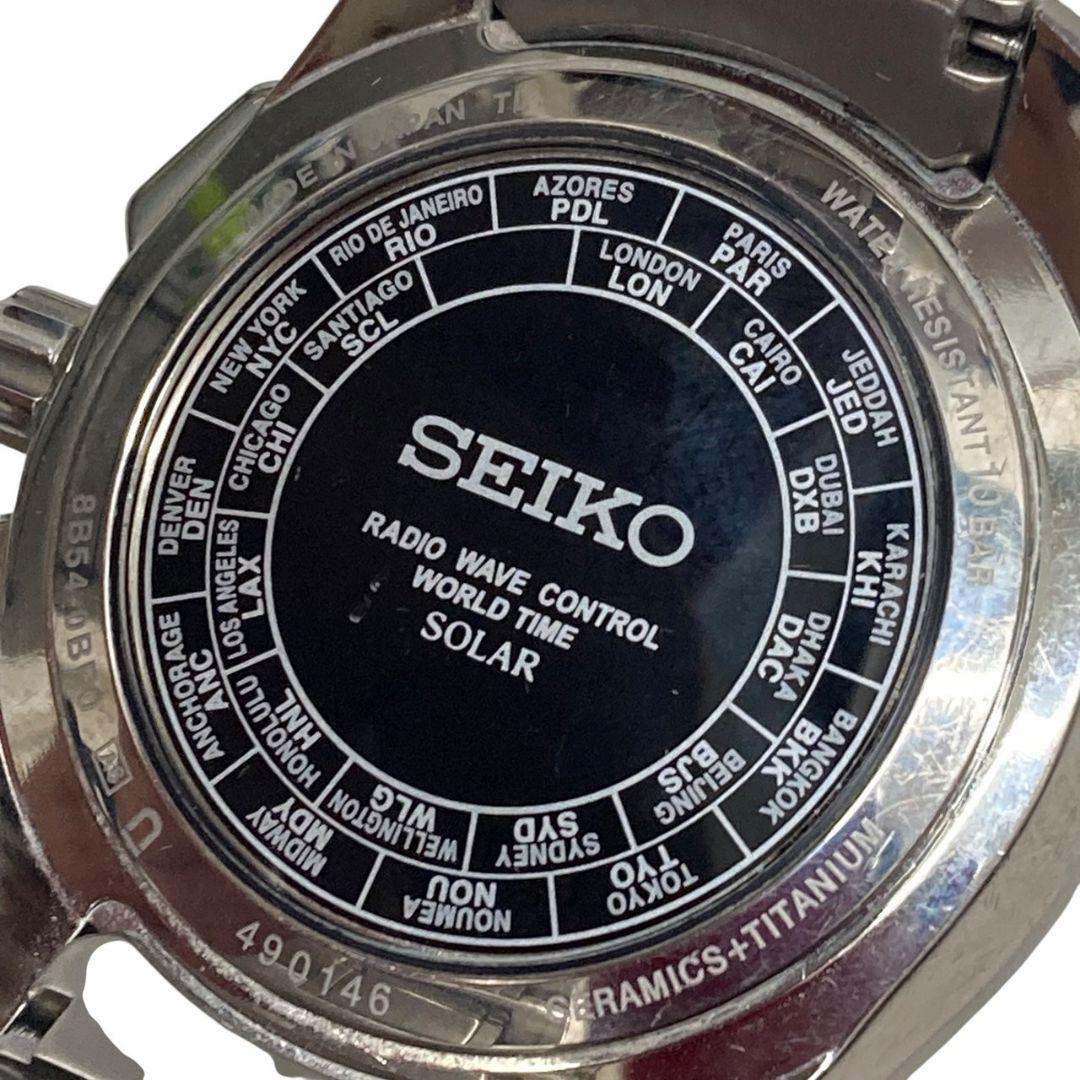 SEIKO
RADIO WAVE CONTROL
WORLD TIME
SOLAR
AZORES
PDL
PARIS
PAR
JEDDAH
JED
KARACHI
KHI
BANGKOK
BKK
TOKYO
TYO
NOUMEA
NOU
MIDWAY
MDY
ANCHORAGE
ANC
DENVER
DEN
NEW YORK
NYC
RIO DE JANEIRO
RIO
LONDON
LON
CAIRO
CAI
DUBAI
DXB
DHAKA
DAC
BEIJING
BJS
SYDNEY
SYD
WELLINGTON
WLG
HONOLULU
HNL
LOS ANGELES
LAX
CHICAGO
CHI
SANTIAGO
SCL
WATER RESISTANT 10 BAR
CERAMICS+TITANIUM
490146
MADE IN JAPAN